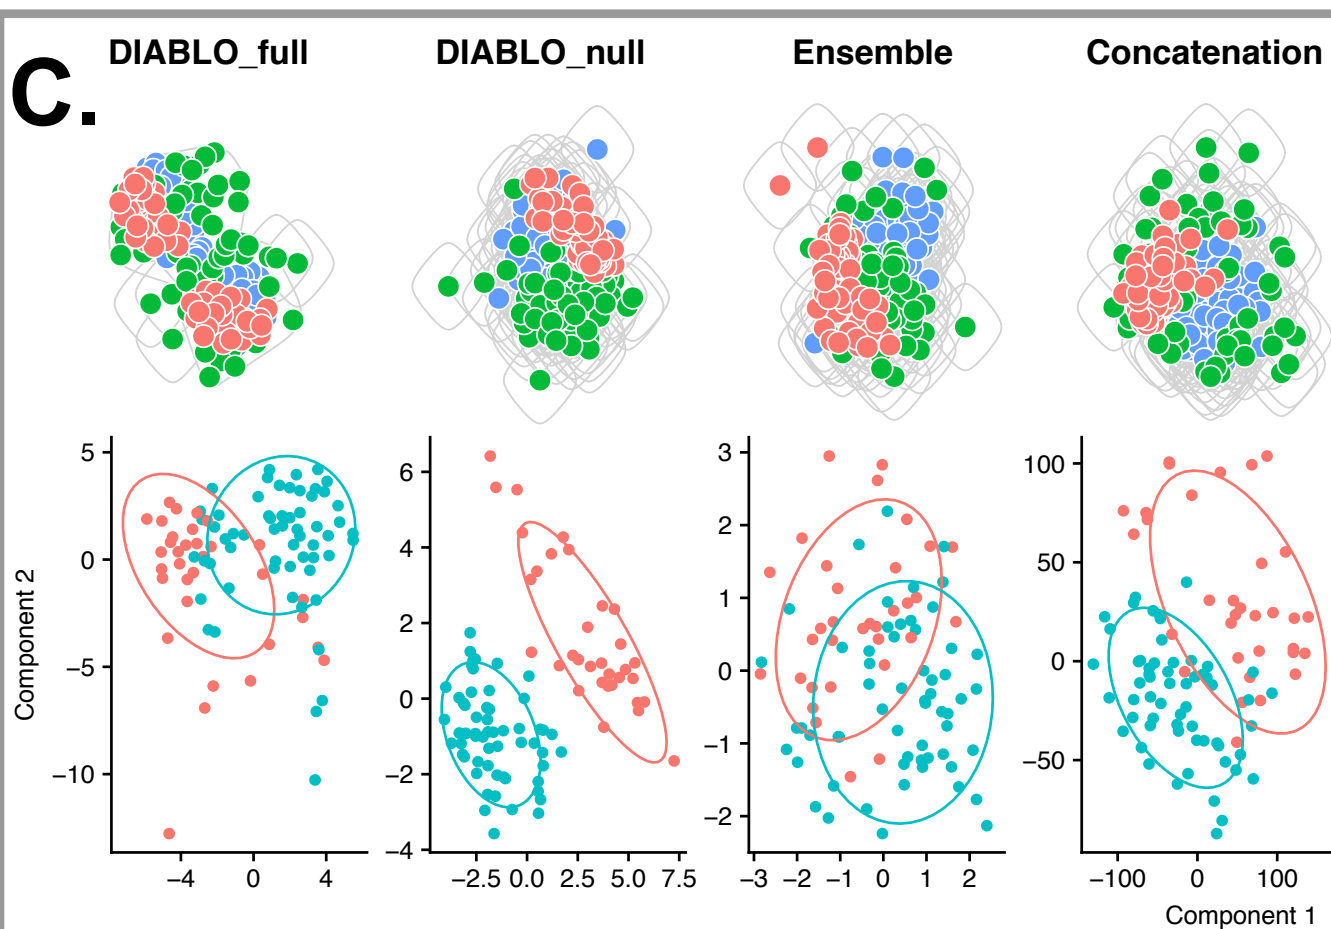 C.
DIABLO_full
DIABLO_null
Ensemble
Concatenation
Component 2
5
0
−5
−10
−4 0 4
6
4
2
0
−2
−4
−2.5 0.0 2.5 5.0 7.5
3
2
1
0
−1
−2
−3 −2 −1 0 1 2
100
50
0
−50
−100 0 100
Component 1